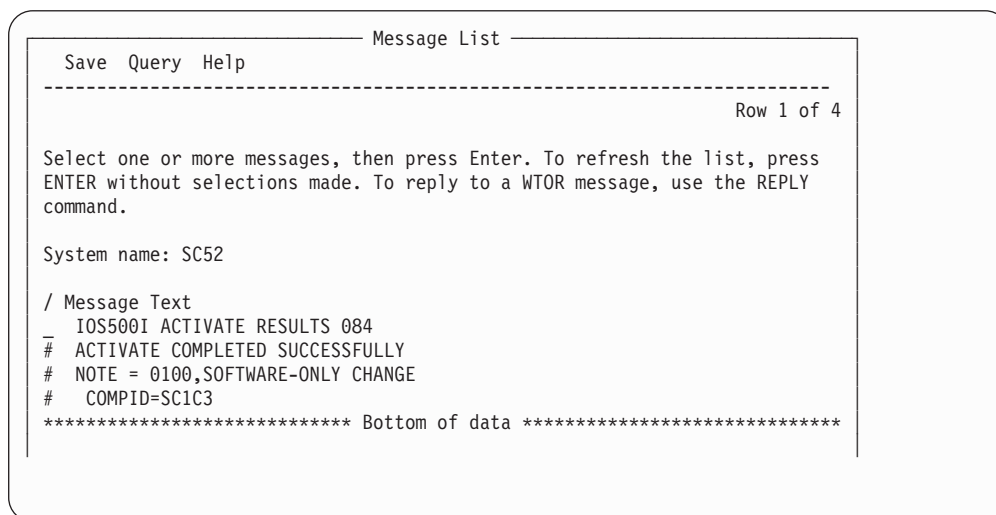 Message List
Save Query Help
--------------------------------------------------------------------------
Row 1 of 4
Select one or more messages, then press Enter. To refresh the list, press
ENTER without selections made. To reply to a WTOR message, use the REPLY
command.
System name: SC52
/ Message Text
_ IOS500I ACTIVATE RESULTS 084
# ACTIVATE COMPLETED SUCCESSFULLY
# NOTE = 0100,SOFTWARE-ONLY CHANGE
# COMPID=SC1C3
***************************** Bottom of data ******************************